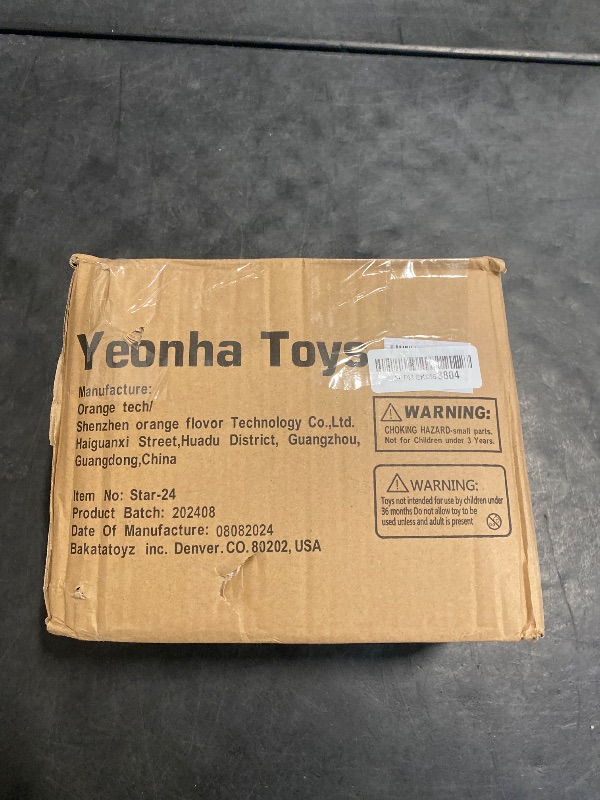 Yeonha Toys
Manufacture:
Orange tech/
Shenzhen orange flovor Technology Co.,Ltd.
Haiguanxi Street,Huadu District, Guangzhou,
Guangdong,China
Item No: Star-24
Product Batch: 202408
Date Of Manufacture: 08082024
Bakatatoyz inc. Denver.CO.80202,USA
3804
WARNING:
CHOKING HAZARD-small parts.
Not for Children under 3 Years.
WARNING:
Toys not intended for use by children under
36 months Do not allow toy to be
used unless and adult is present